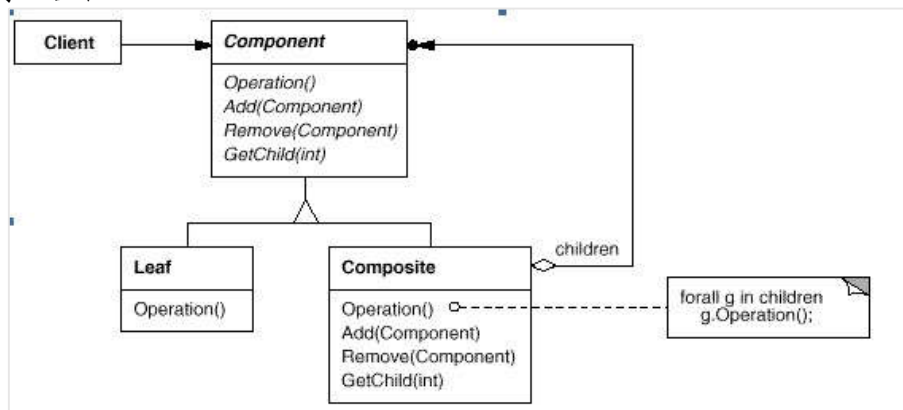 Client
Component
Operation()
Add(Component)
Remove(Component)
GetChild(int)
Leaf
Operation()
Composite
Operation()
Add(Component)
Remove(Component)
GetChild(int)
children
forall g in children
g.Operation();